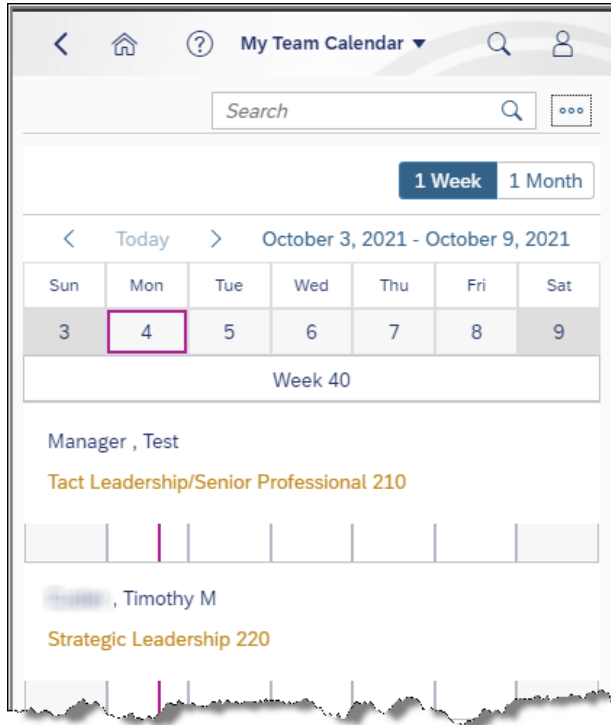 My Team Calendar
Search
1 Week 1 Month
Today October 3, 2021 - October 9, 2021
Sun Mon Tue Wed Thu Fri Sat
3 4 5 6 7 8 9
Week 40
Manager , Test
Tact Leadership/Senior Professional 210
, Timothy M
Strategic Leadership 220